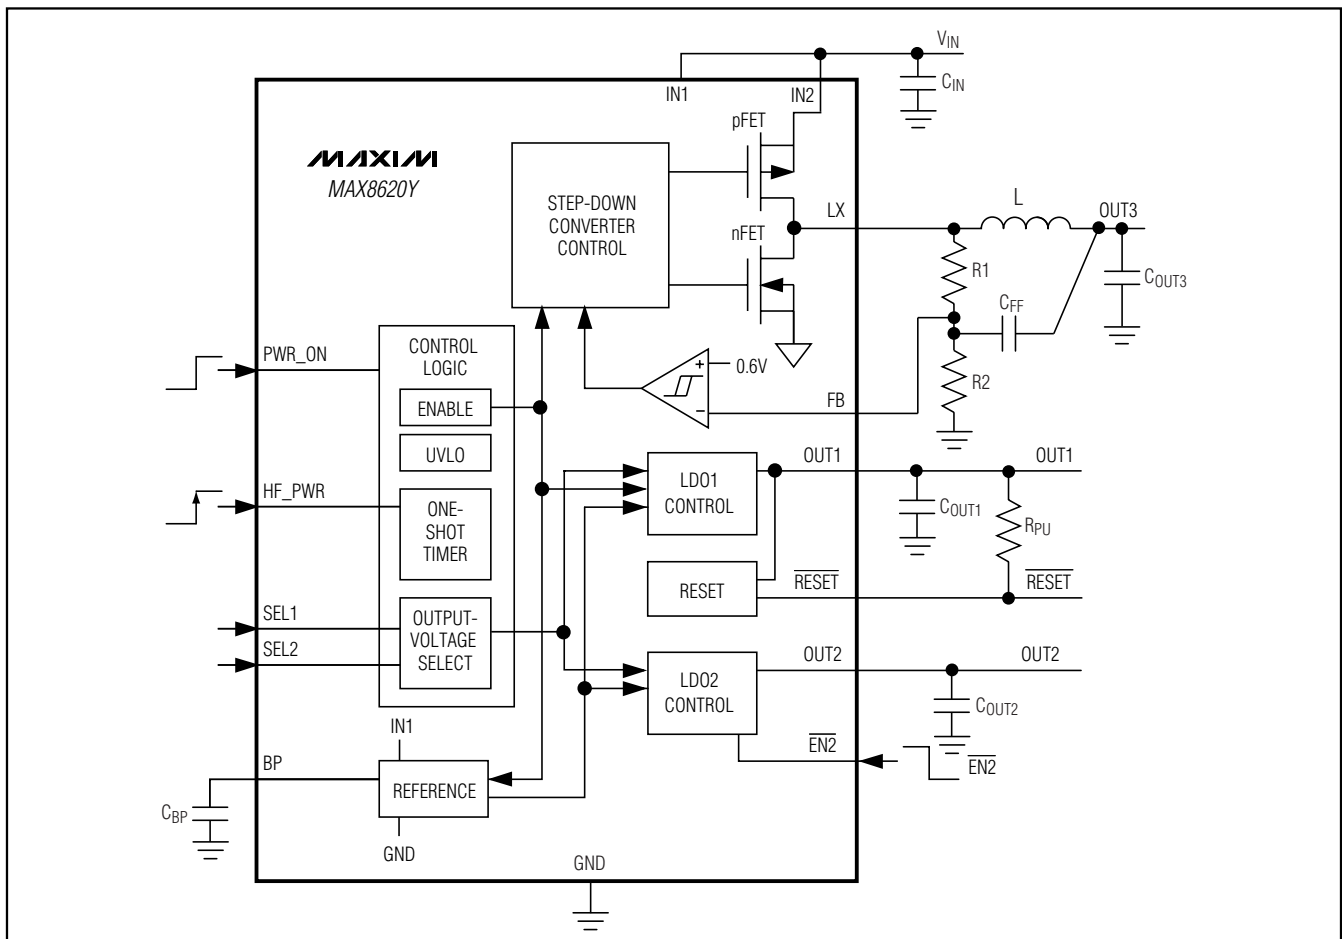 V_IN
C_IN
IN1
IN2
pFET
MAXIM
MAX8620Y
STEP-DOWN
CONVERTER
CONTROL
LX
L
OUT3
nFET
R1
C_OUT3
C_FF
PWR_ON
CONTROL
LOGIC
+
0.6V
R2
ENABLE
−
FB
UVLO
OUT1
OUT1
LDO1
CONTROL
HF_PWR
ONE-
SHOT
TIMER
C_OUT1
R_PU
RESET
RESET
RESET
SEL1
SEL2
OUTPUT-
VOLTAGE
SELECT
OUT2
OUT2
LDO2
CONTROL
C_OUT2
IN1
EN2
EN2
BP
REFERENCE
C_BP
GND
GND